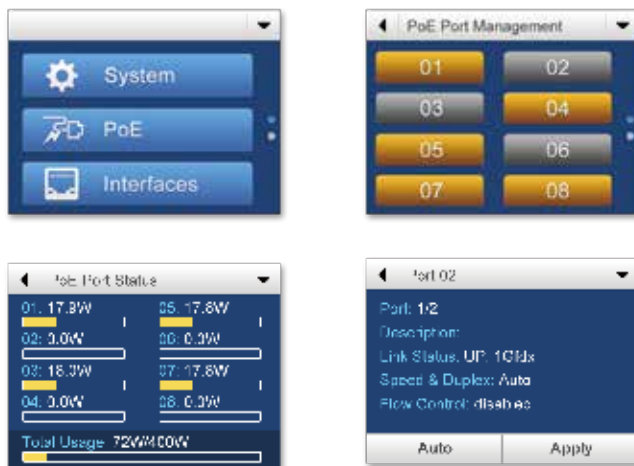 System
PoE
Interfaces
PoE Port Management
01 02
03 04
05 06
07 08
PoE Port Status
01: 17.9W 05: 17.8W
02: 0.0W 06: 0.0W
03: 18.0W 07: 17.8W
04: 0.0W 08: 0.0W
Total Usage: 72W/400W
Port 02
Port: 1/2
Description:
Link Status: UP: 1Gfdx
Speed & Duplex: Auto
Flow Control: disabled
Auto Apply